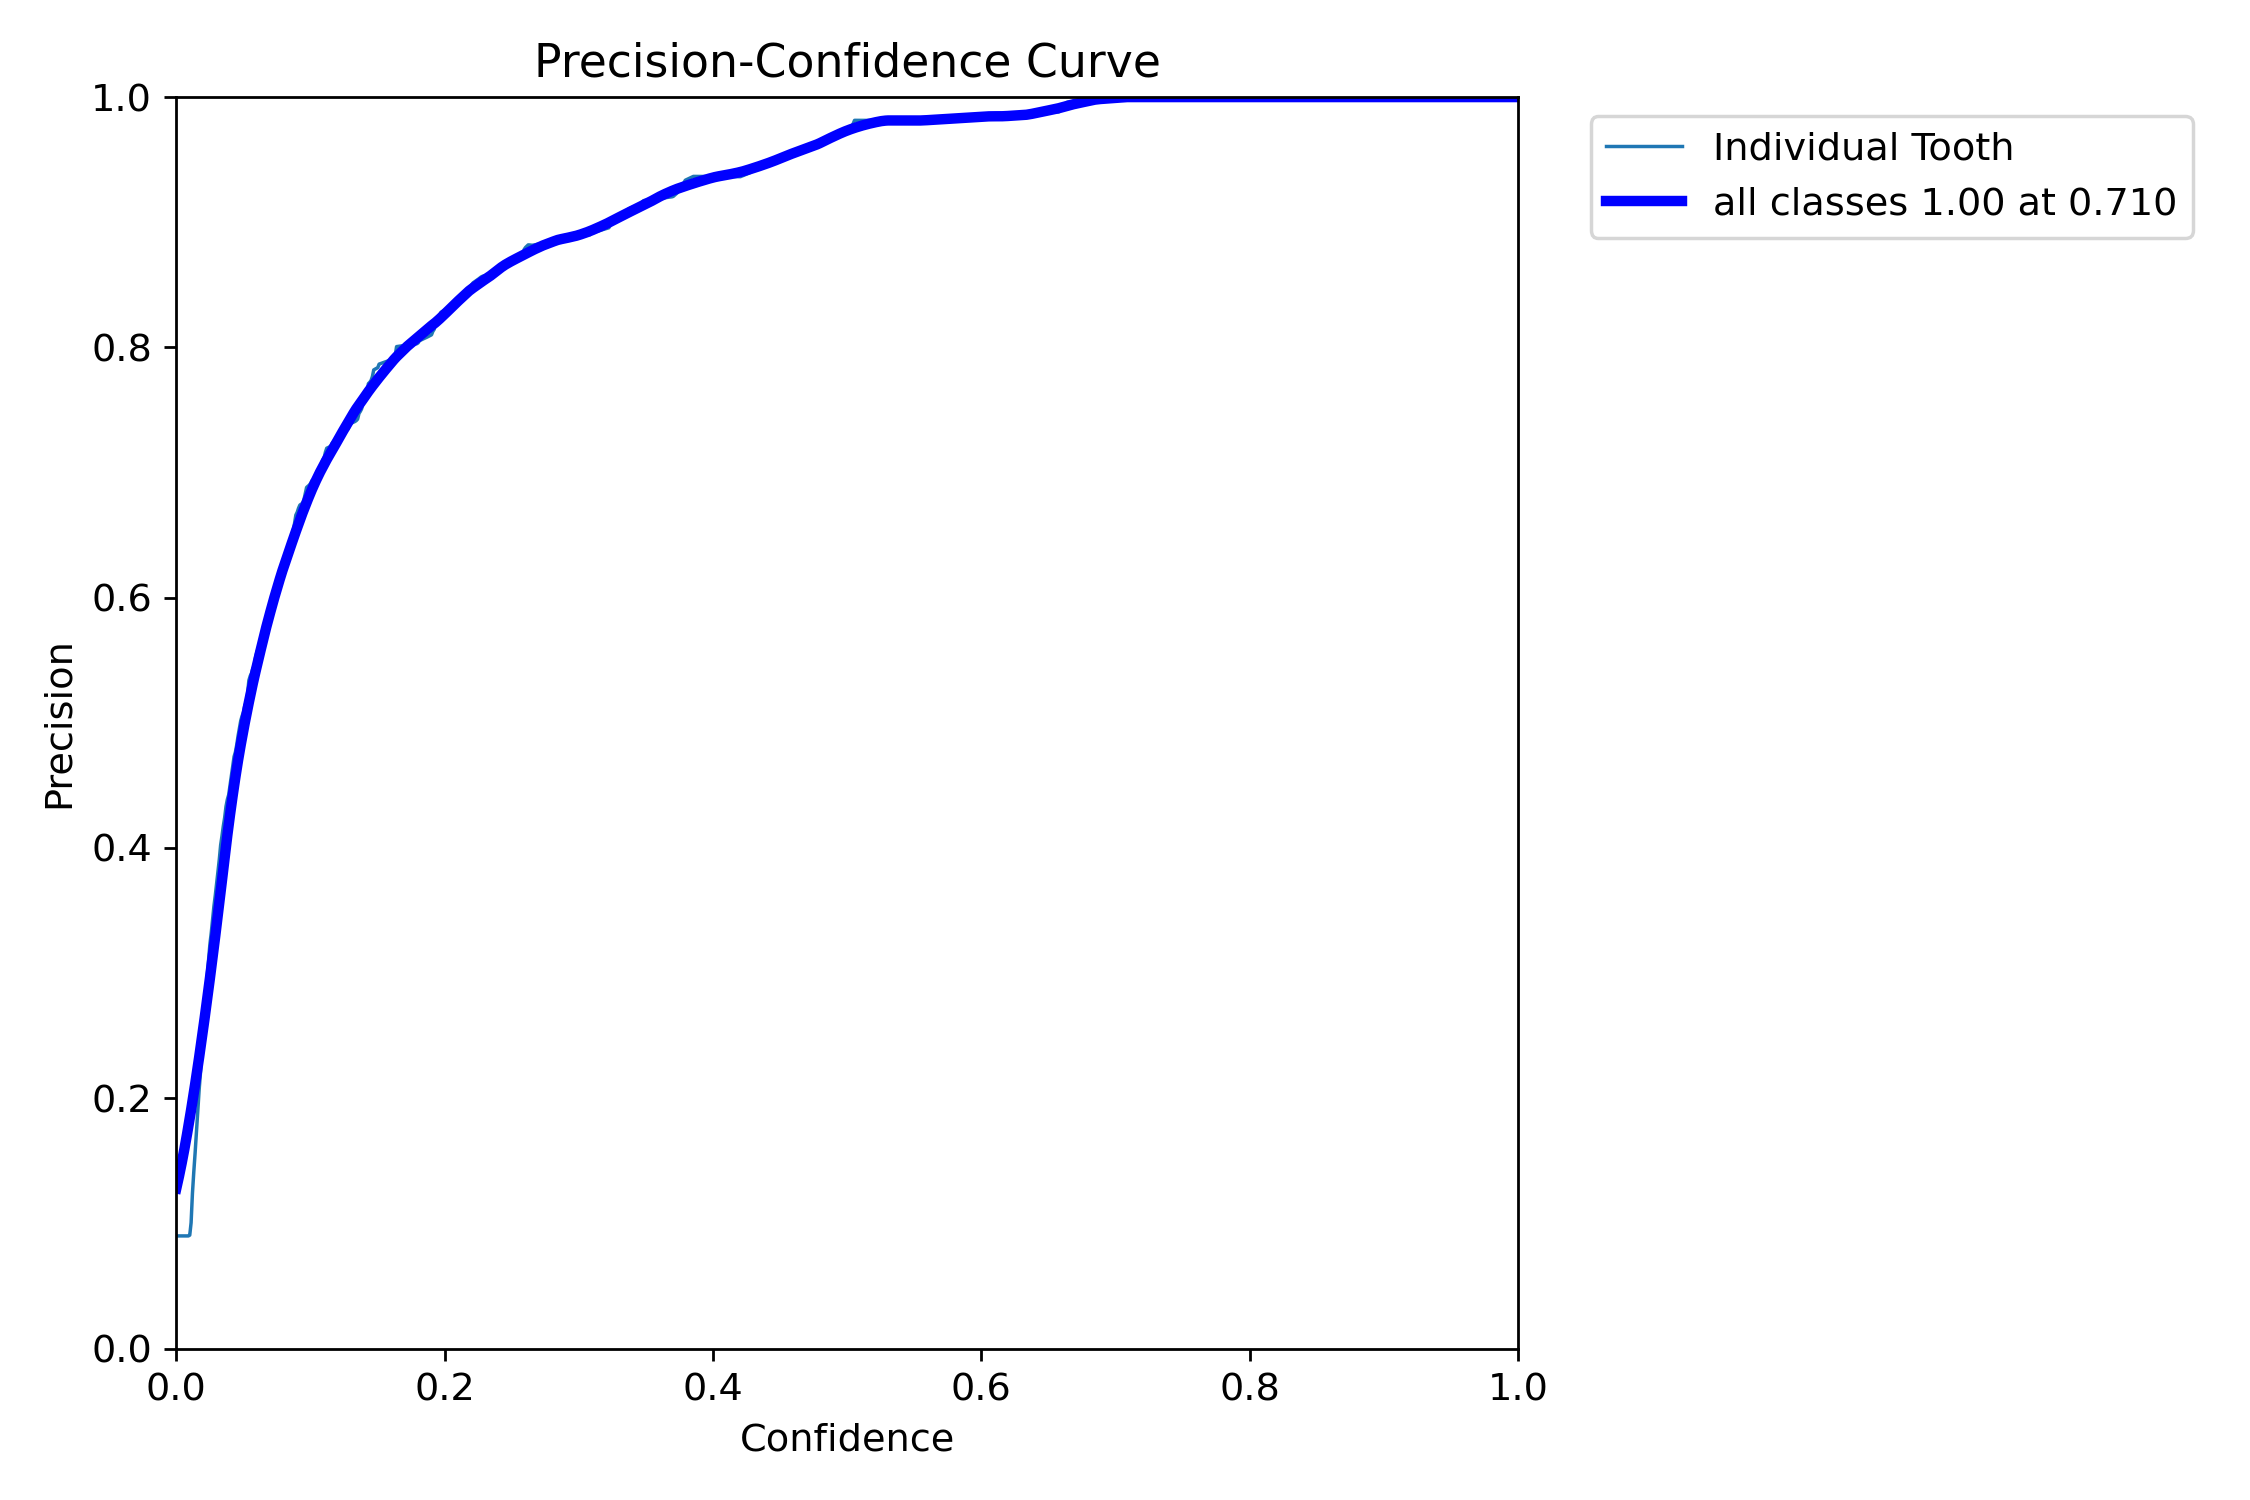 Precision-Confidence Curve
Individual Tooth
all classes 1.00 at 0.710
1.0
0.8
0.6
0.4
0.2
0.0
Precision
0.0 0.2 0.4 0.6 0.8 1.0
Confidence